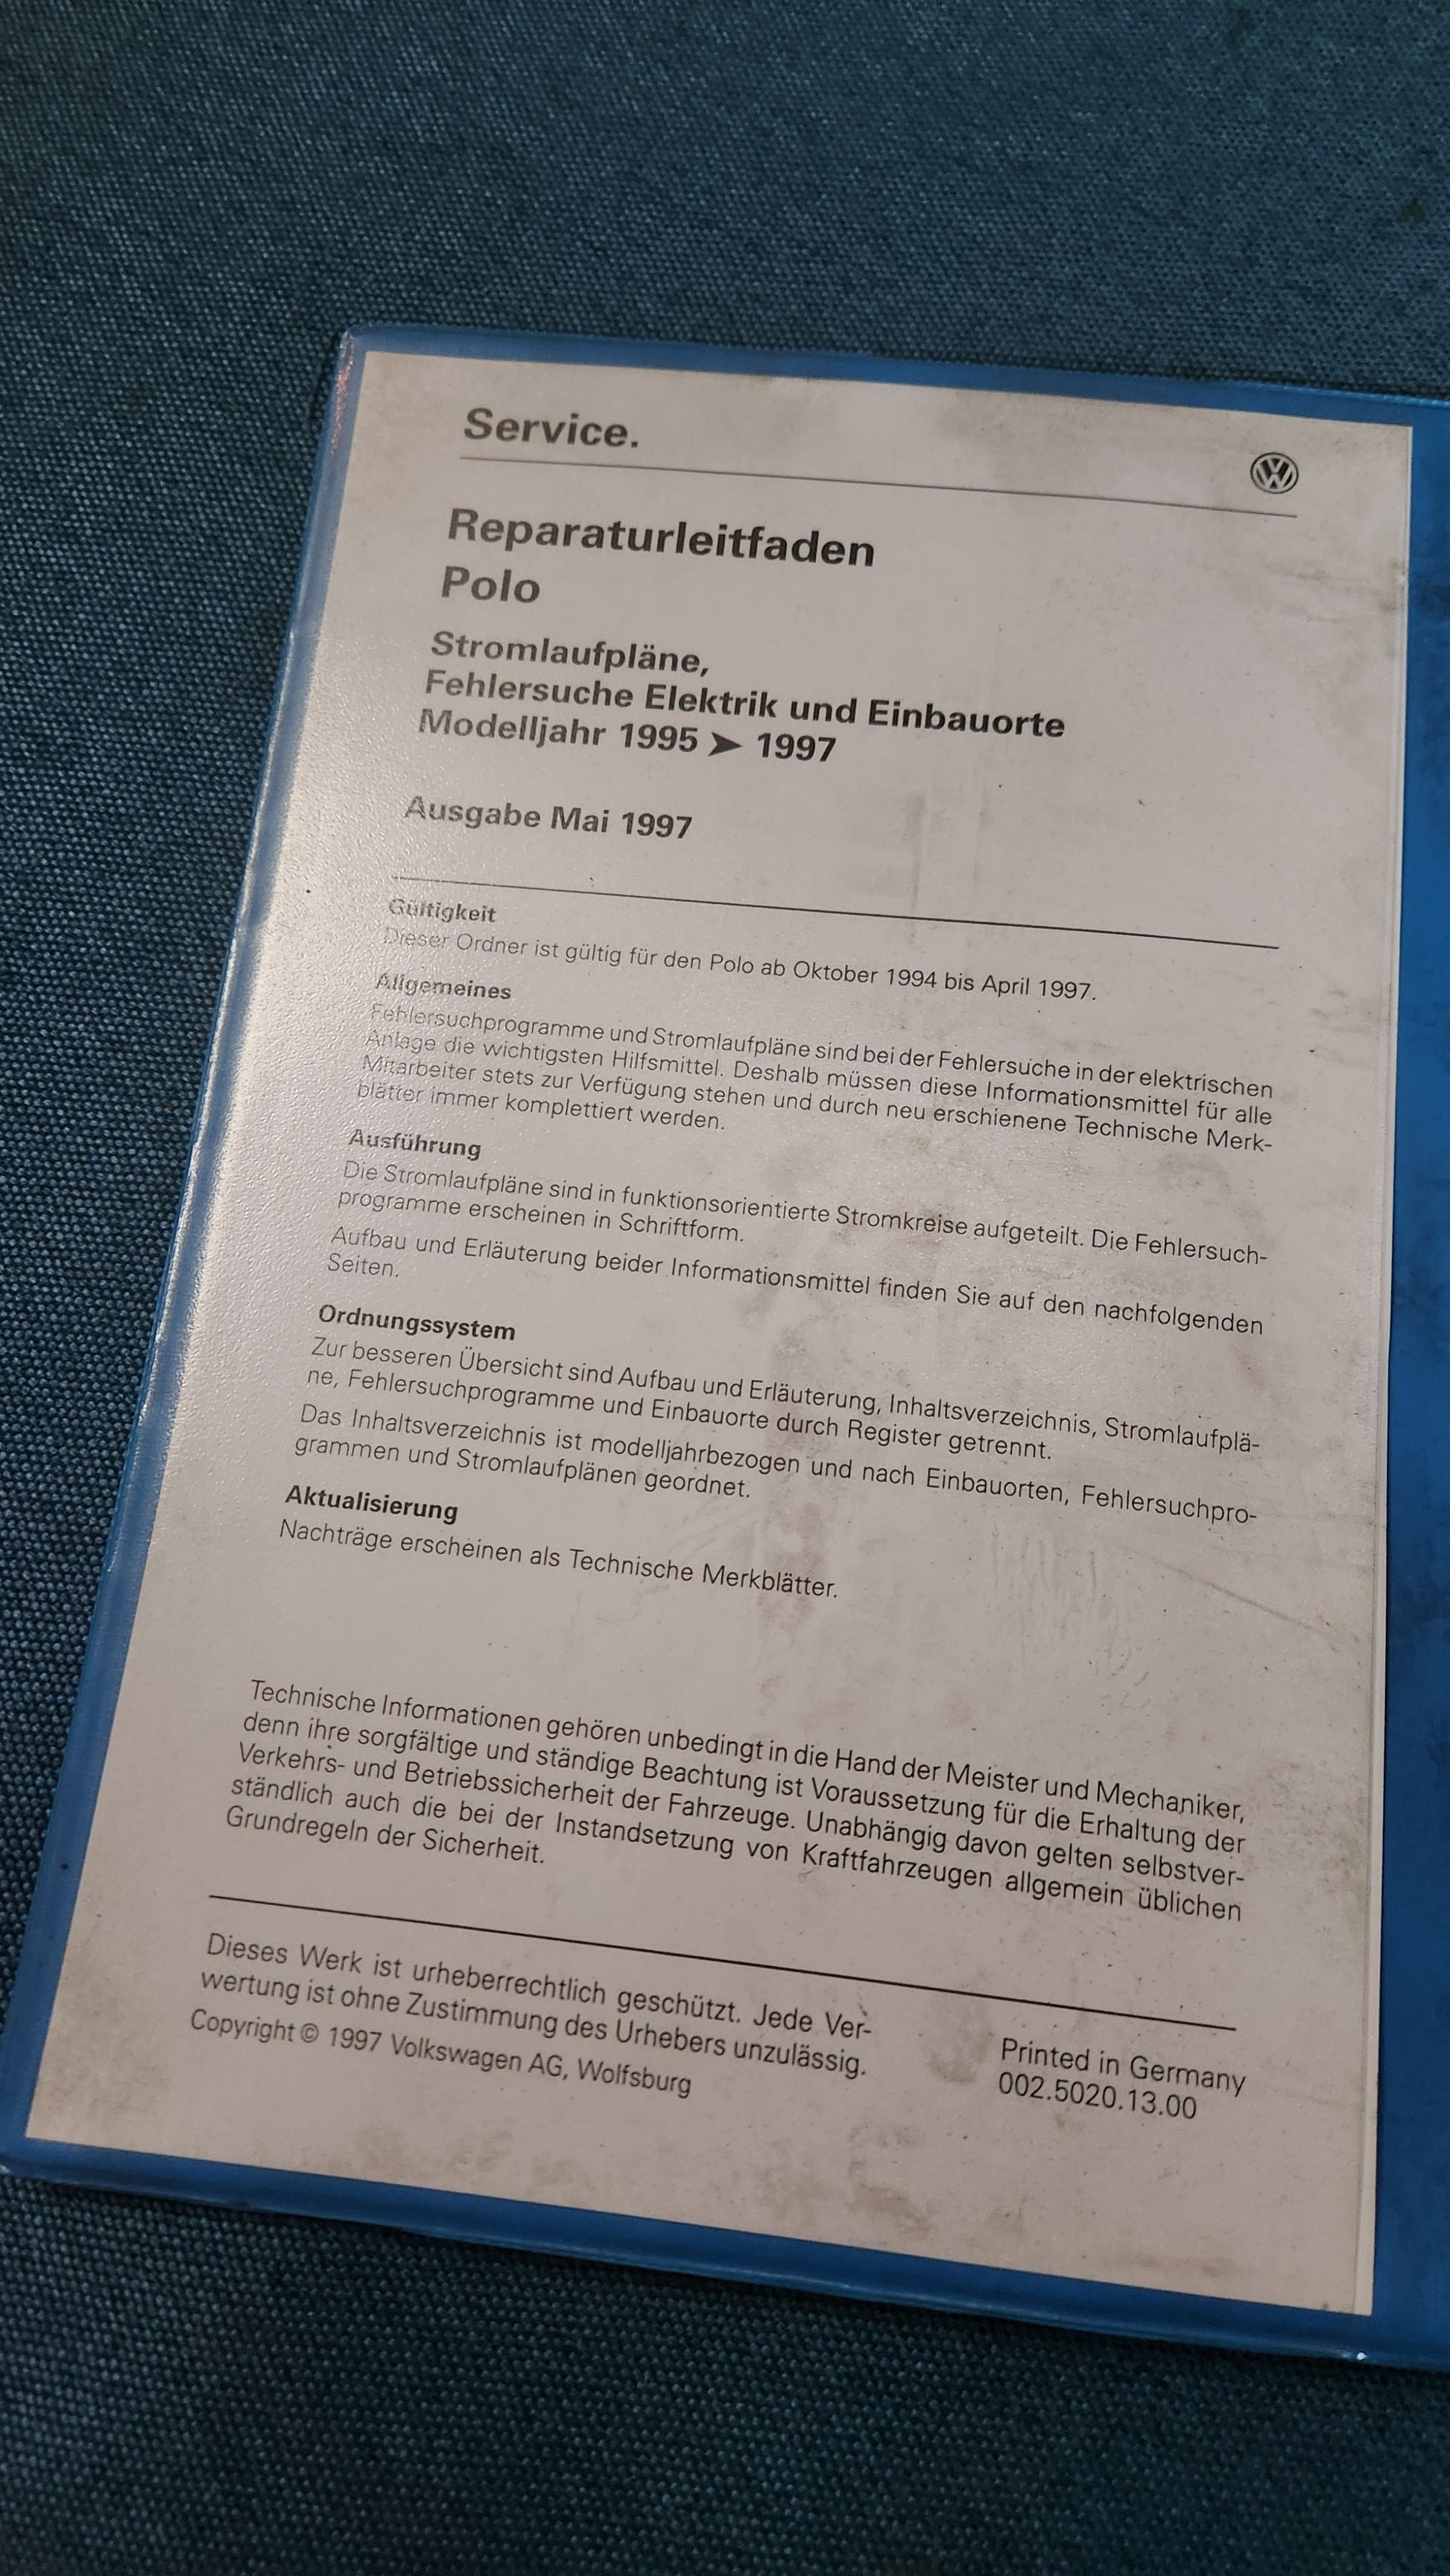 Service.
VW
Reparaturleitfaden
Polo
Stromlaufpläne,
Fehlersuche Elektrik und Einbauorte
Modelljahr 1995 ➤ 1997
Ausgabe Mai 1997
Gültigkeit
Dieser Ordner ist gültig für den Polo ab Oktober 1994 bis April 1997.
Allgemeines
Fehlersuchprogramme und Stromlaufpläne sind bei der Fehlersuche in der elektrischen
Anlage die wichtigsten Hilfsmittel. Deshalb müssen diese Informationsmittel für alle
Mitarbeiter stets zur Verfügung stehen und durch neu erschienene Technische Merk-
blätter immer komplettiert werden.
Ausführung
Die Stromlaufpläne sind in funktionsorientierte Stromkreise aufgeteilt. Die Fehlersuch-
programme erscheinen in Schriftform.
Aufbau und Erläuterung beider Informationsmittel finden Sie auf den nachfolgenden
Seiten.
Ordnungssystem
Zur besseren Übersicht sind Aufbau und Erläuterung, Inhaltsverzeichnis, Stromlaufplä-
ne, Fehlersuchprogramme und Einbauorte durch Register getrennt.
Das Inhaltsverzeichnis ist modelljahrbezogen und nach Einbauorten, Fehlersuchpro-
grammen und Stromlaufplänen geordnet.
Aktualisierung
Nachträge erscheinen als Technische Merkblätter.
Technische Informationen gehören unbedingt in die Hand der Meister und Mechaniker,
denn ihre sorgfältige und ständige Beachtung ist Voraussetzung für die Erhaltung der
Verkehrs- und Betriebssicherheit der Fahrzeuge. Unabhängig davon gelten selbstver-
ständlich auch die bei der Instandsetzung von Kraftfahrzeugen allgemein üblichen
Grundregeln der Sicherheit.
Dieses Werk ist urheberrechtlich geschützt. Jede Ver-
wertung ist ohne Zustimmung des Urhebers unzulässig.
Copyright © 1997 Volkswagen AG, Wolfsburg
Printed in Germany
002.5020.13.00